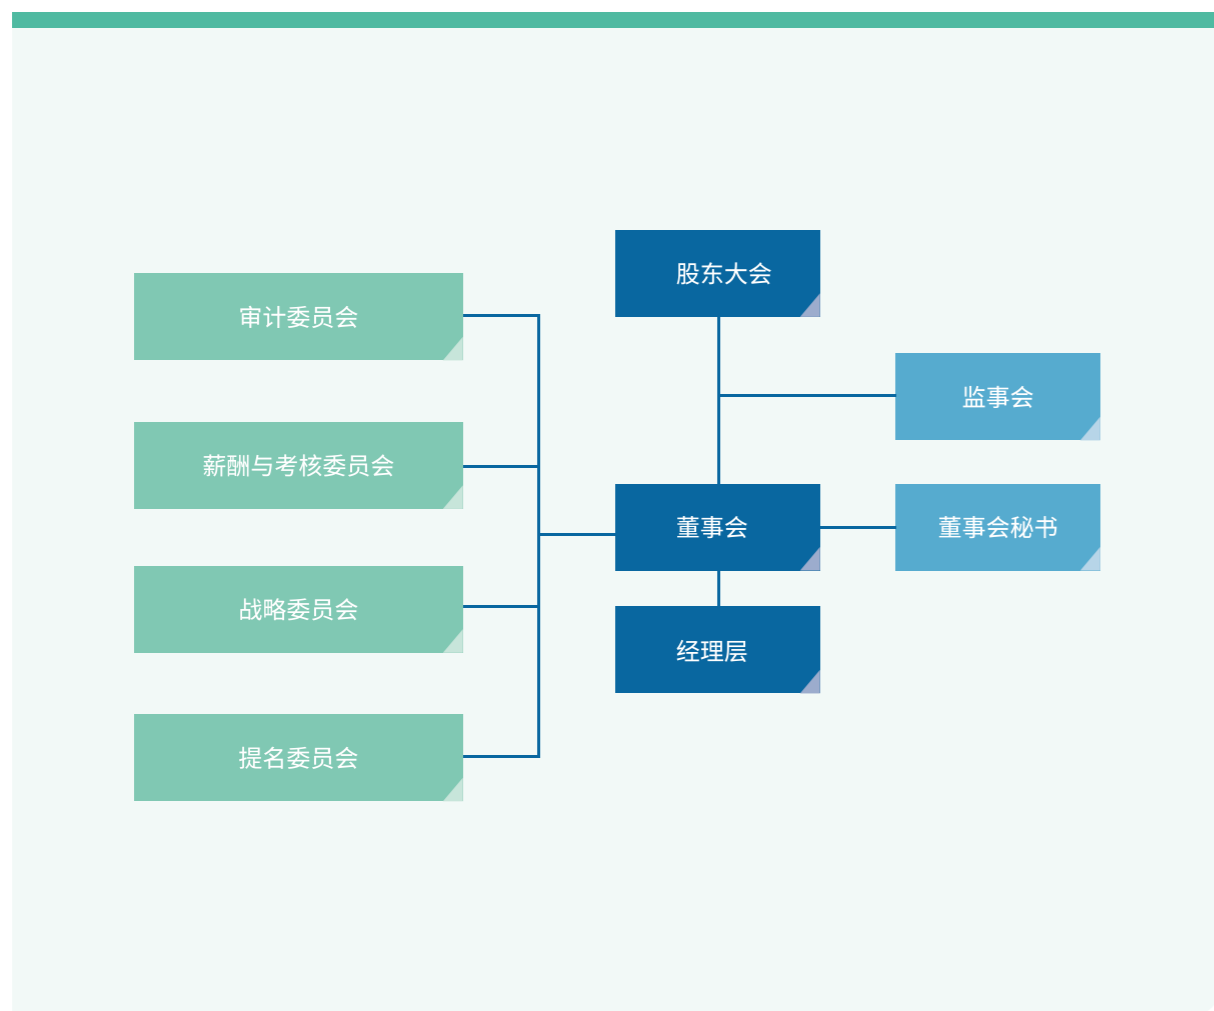 股东大会
审计委员会
监事会
薪酬与考核委员会
董事会
董事会秘书
战略委员会
经理层
提名委员会